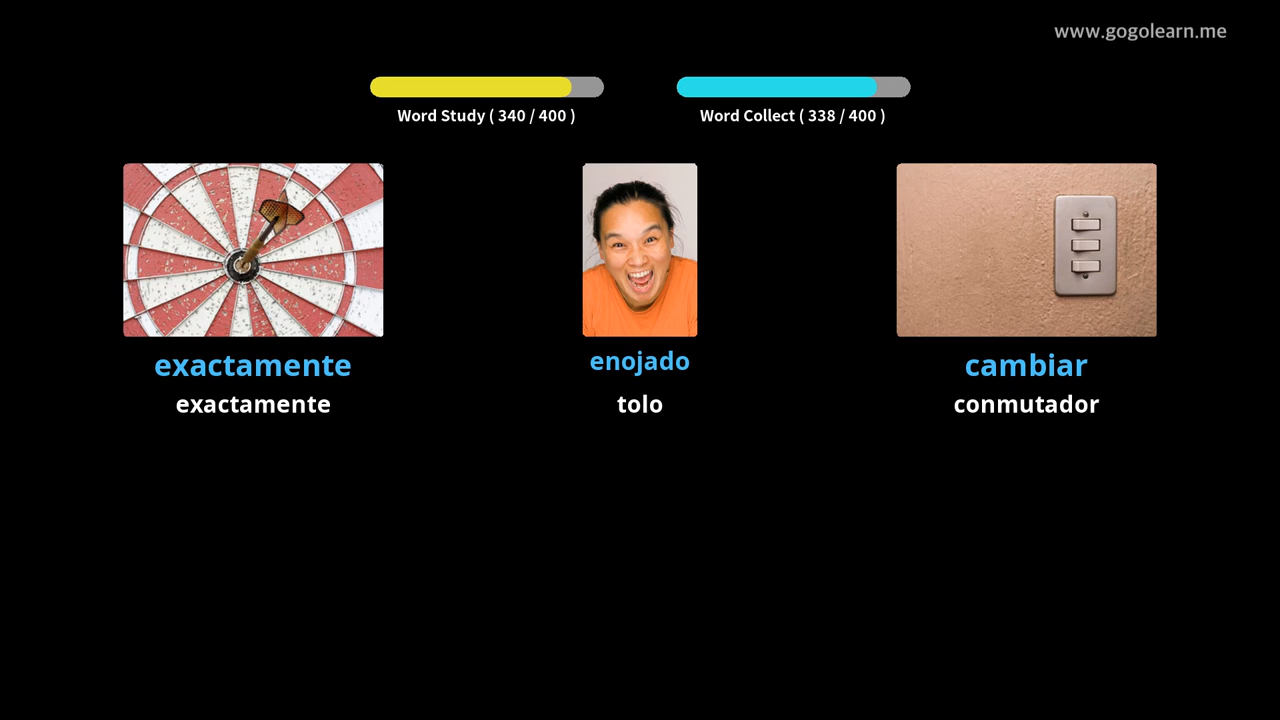 www.gogolearn.me
Word Study ( 340 / 400 )
Word Collect ( 338 / 400 )
exactamente
exactamente
enojado
tolo
cambiar
conmutador